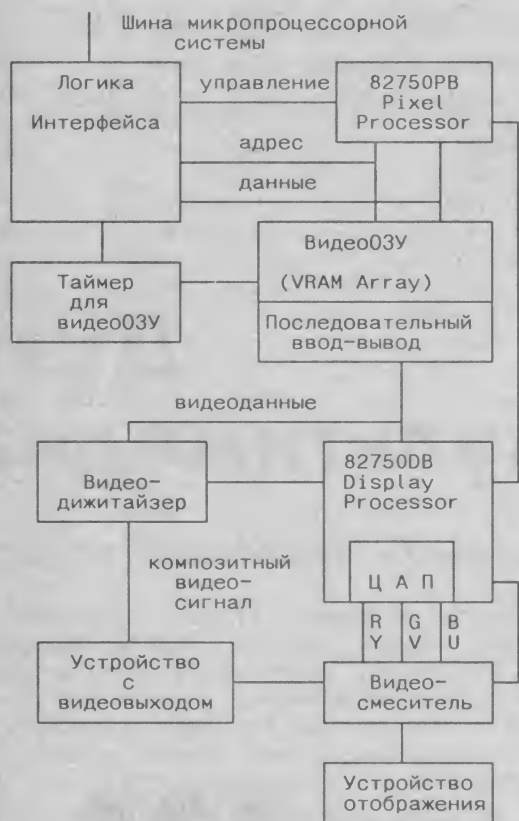 Шина микропроцессорной
системы
Логика
Интерфейса
управление
82750PB
Pixel
Processor
адрес
данные
ВидеоОЗУ
(VRAM Array)
Таймер
для
видеоОЗУ
Последовательный
ввод-вывод
видеоданные
Видео-
дижитайзер
82750DB
Display
Processor
композитный
видео-
сигнал
Ц А П
R G B
Y V U
Устройство
с
видеовыходом
Видео-
смеситель
Устройство
отображения